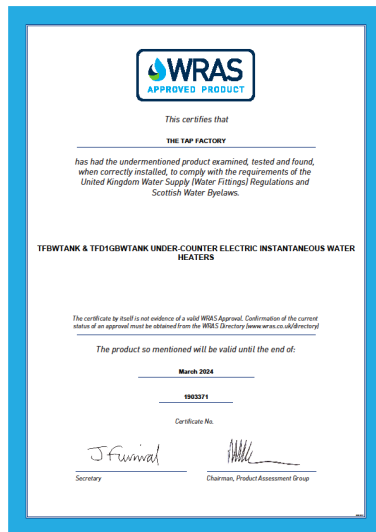 WRAS
APPROVED PRODUCT
This certifies that
THE TAP FACTORY
has had the undermentioned product examined, tested and found,
when correctly installed, to comply with the requirements of the
United Kingdom Water Supply (Water Fittings) Regulations and
Scottish Water Byelaws.
TFBWTANK & TFD1GBWTANK UNDER-COUNTER ELECTRIC INSTANTANEOUS WATER
HEATERS
The certificate by itself is not evidence of a valid WRAS Approval. Confirmation of the current
status of an approval must be obtained from the WRAS Directory (www.wras.co.uk/directory)
The product so mentioned will be valid until the end of:
March 2024
1903371
Certificate No.
J Furnival
Secretary
Chairman, Product Assessment Group